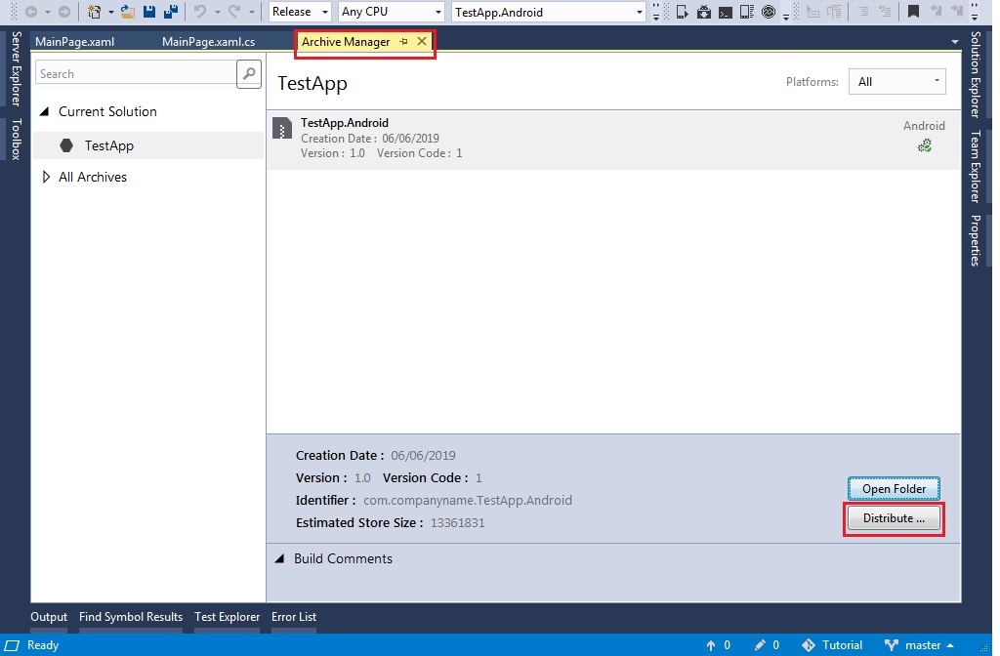 Release
Any CPU
TestApp.Android
MainPage.xaml
MainPage.xaml.cs
Archive Manager
Server Explorer
Toolbox
Search
Current Solution
TestApp
All Archives
TestApp
Platforms:
All
TestApp.Android
Creation Date : 06/06/2019
Version : 1.0 Version Code : 1
Android
Creation Date : 06/06/2019
Version : 1.0 Version Code : 1
Identifier : com.companyname.TestApp.Android
Estimated Store Size : 13361831
Open Folder
Distribute ...
Build Comments
Solution Explorer
Team Explorer
Properties
Output
Find Symbol Results
Test Explorer
Error List
Ready
0
0
Tutorial
master